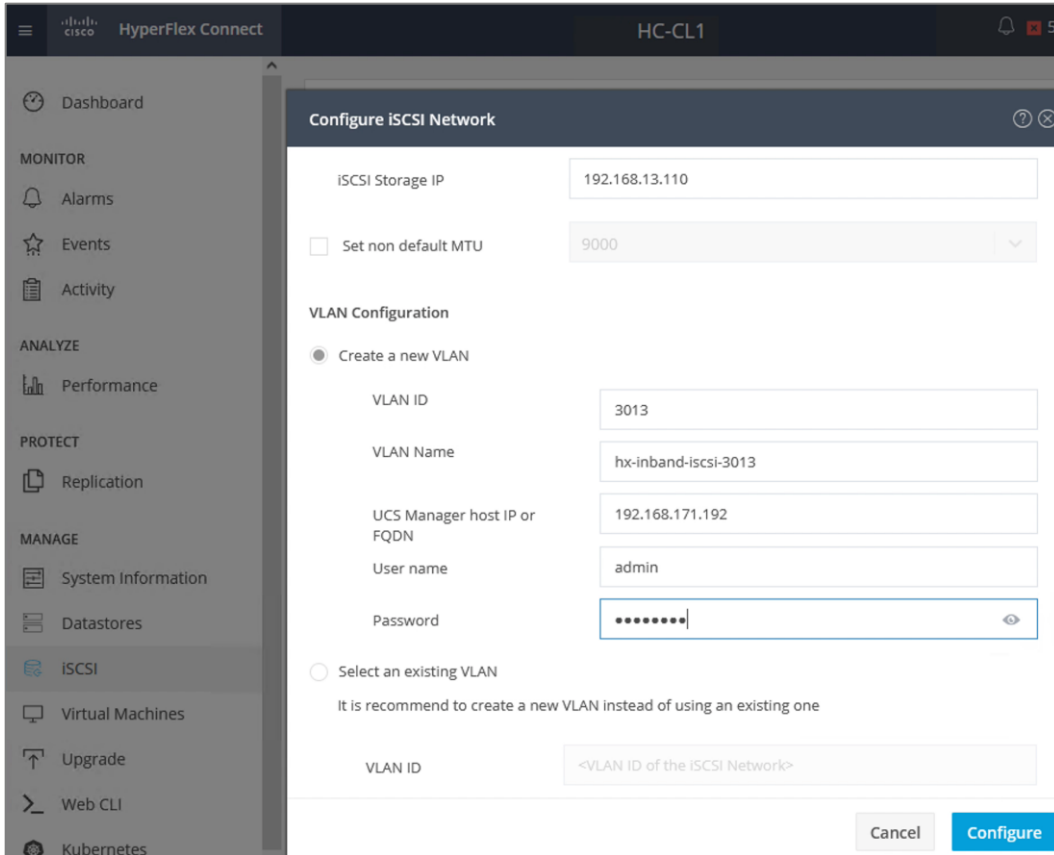 CISCO HyperFlex Connect HC-CL1 5
Dashboard
Configure iSCSI Network
MONITOR
iSCSI Storage IP 192.168.13.110
Alarms
Set non default MTU 9000
Events
Activity
VLAN Configuration
ANALYZE
Create a new VLAN
Performance
VLAN ID 3013
PROTECT
VLAN Name hx-inband-iscsi-3013
Replication
UCS Manager host IP or
FQDN
192.168.171.192
MANAGE
User name admin
System Information
Password ••••••••
Datastores
iSCSI
Select an existing VLAN
It is recommend to create a new VLAN instead of using an existing one
Virtual Machines
Upgrade
VLAN ID <VLAN ID of the iSCSI Network>
Web CLI
Cancel Configure
Kubernetes